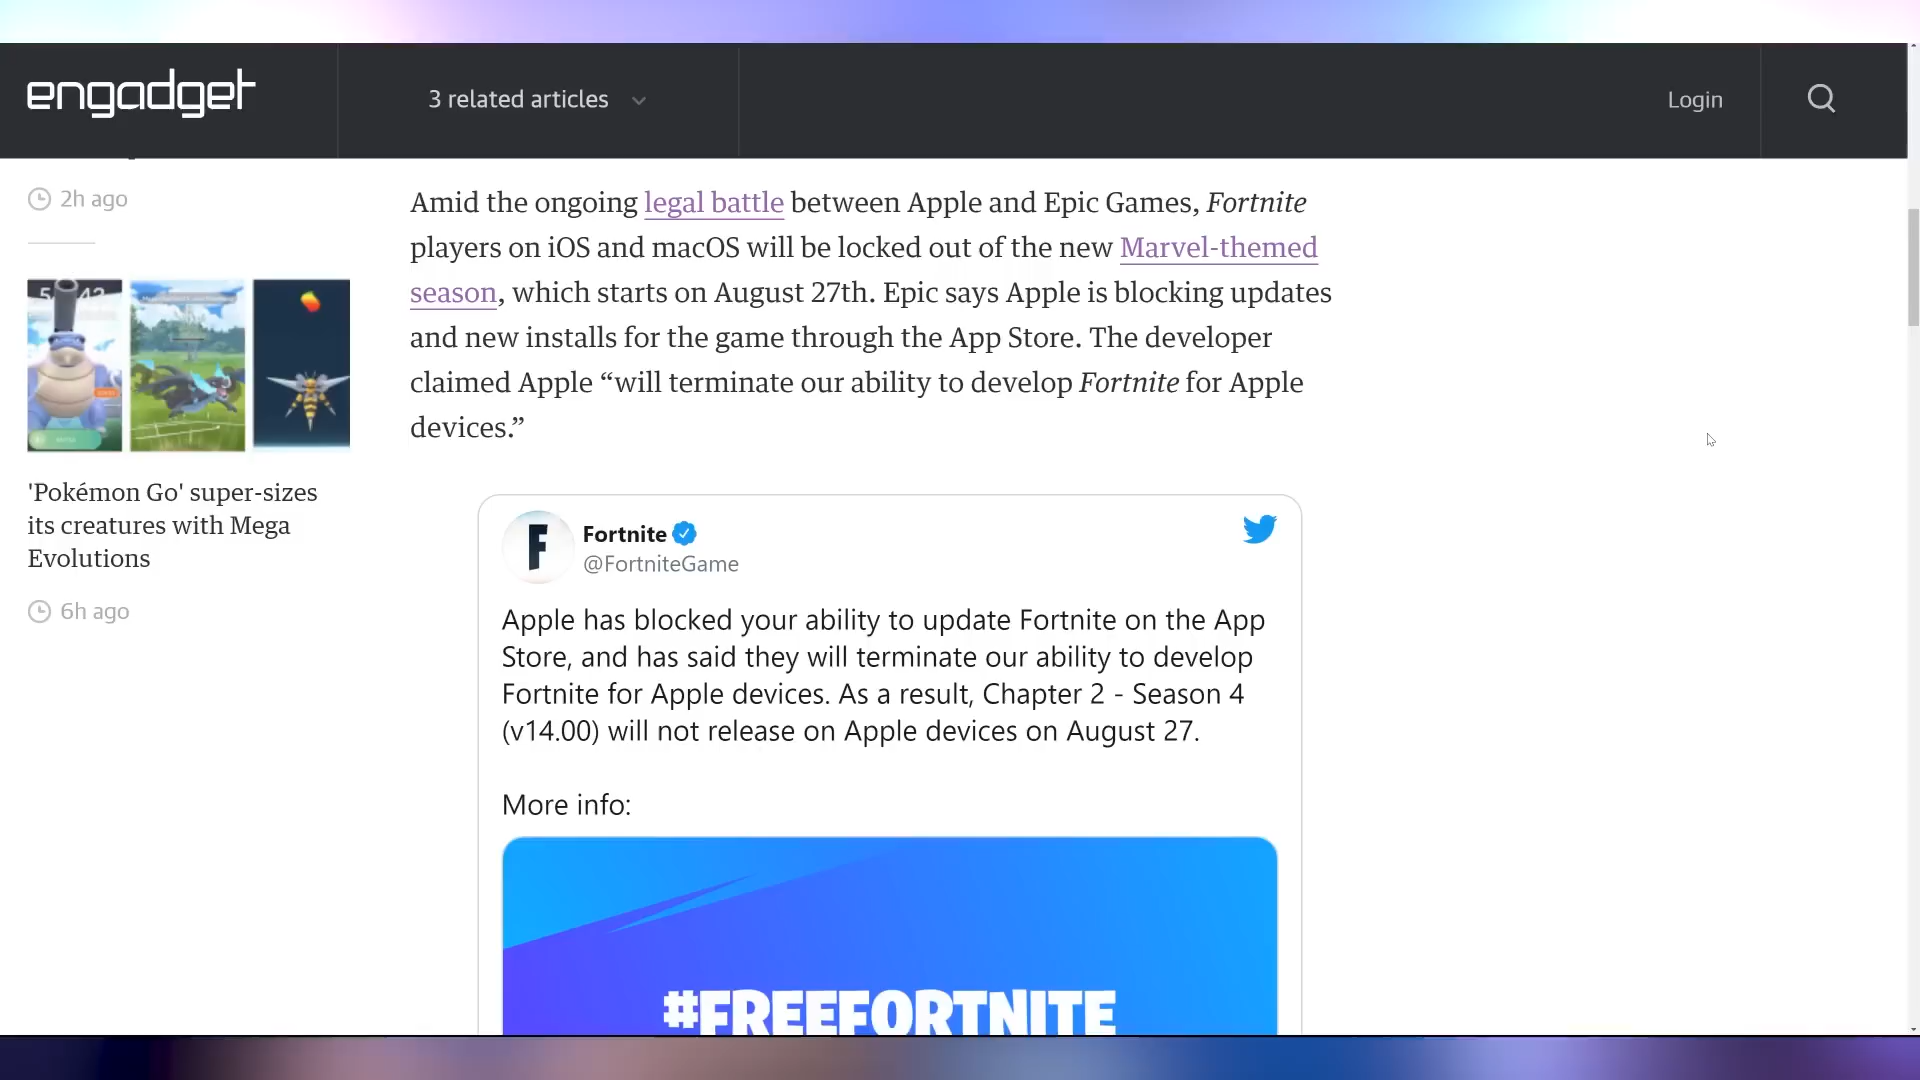 engadget
3 related articles
Login
2h ago
'Pokémon Go' super-sizes
its creatures with Mega
Evolutions
6h ago
Amid the ongoing legal battle between Apple and Epic Games, Fortnite
players on iOS and macOS will be locked out of the new Marvel-themed
season, which starts on August 27th. Epic says Apple is blocking updates
and new installs for the game through the App Store. The developer
claimed Apple “will terminate our ability to develop Fortnite for Apple
devices.”
Fortnite
@FortniteGame
Apple has blocked your ability to update Fortnite on the App
Store, and has said they will terminate our ability to develop
Fortnite for Apple devices. As a result, Chapter 2 - Season 4
(v14.00) will not release on Apple devices on August 27.
More info:
#FREEFORTNITE